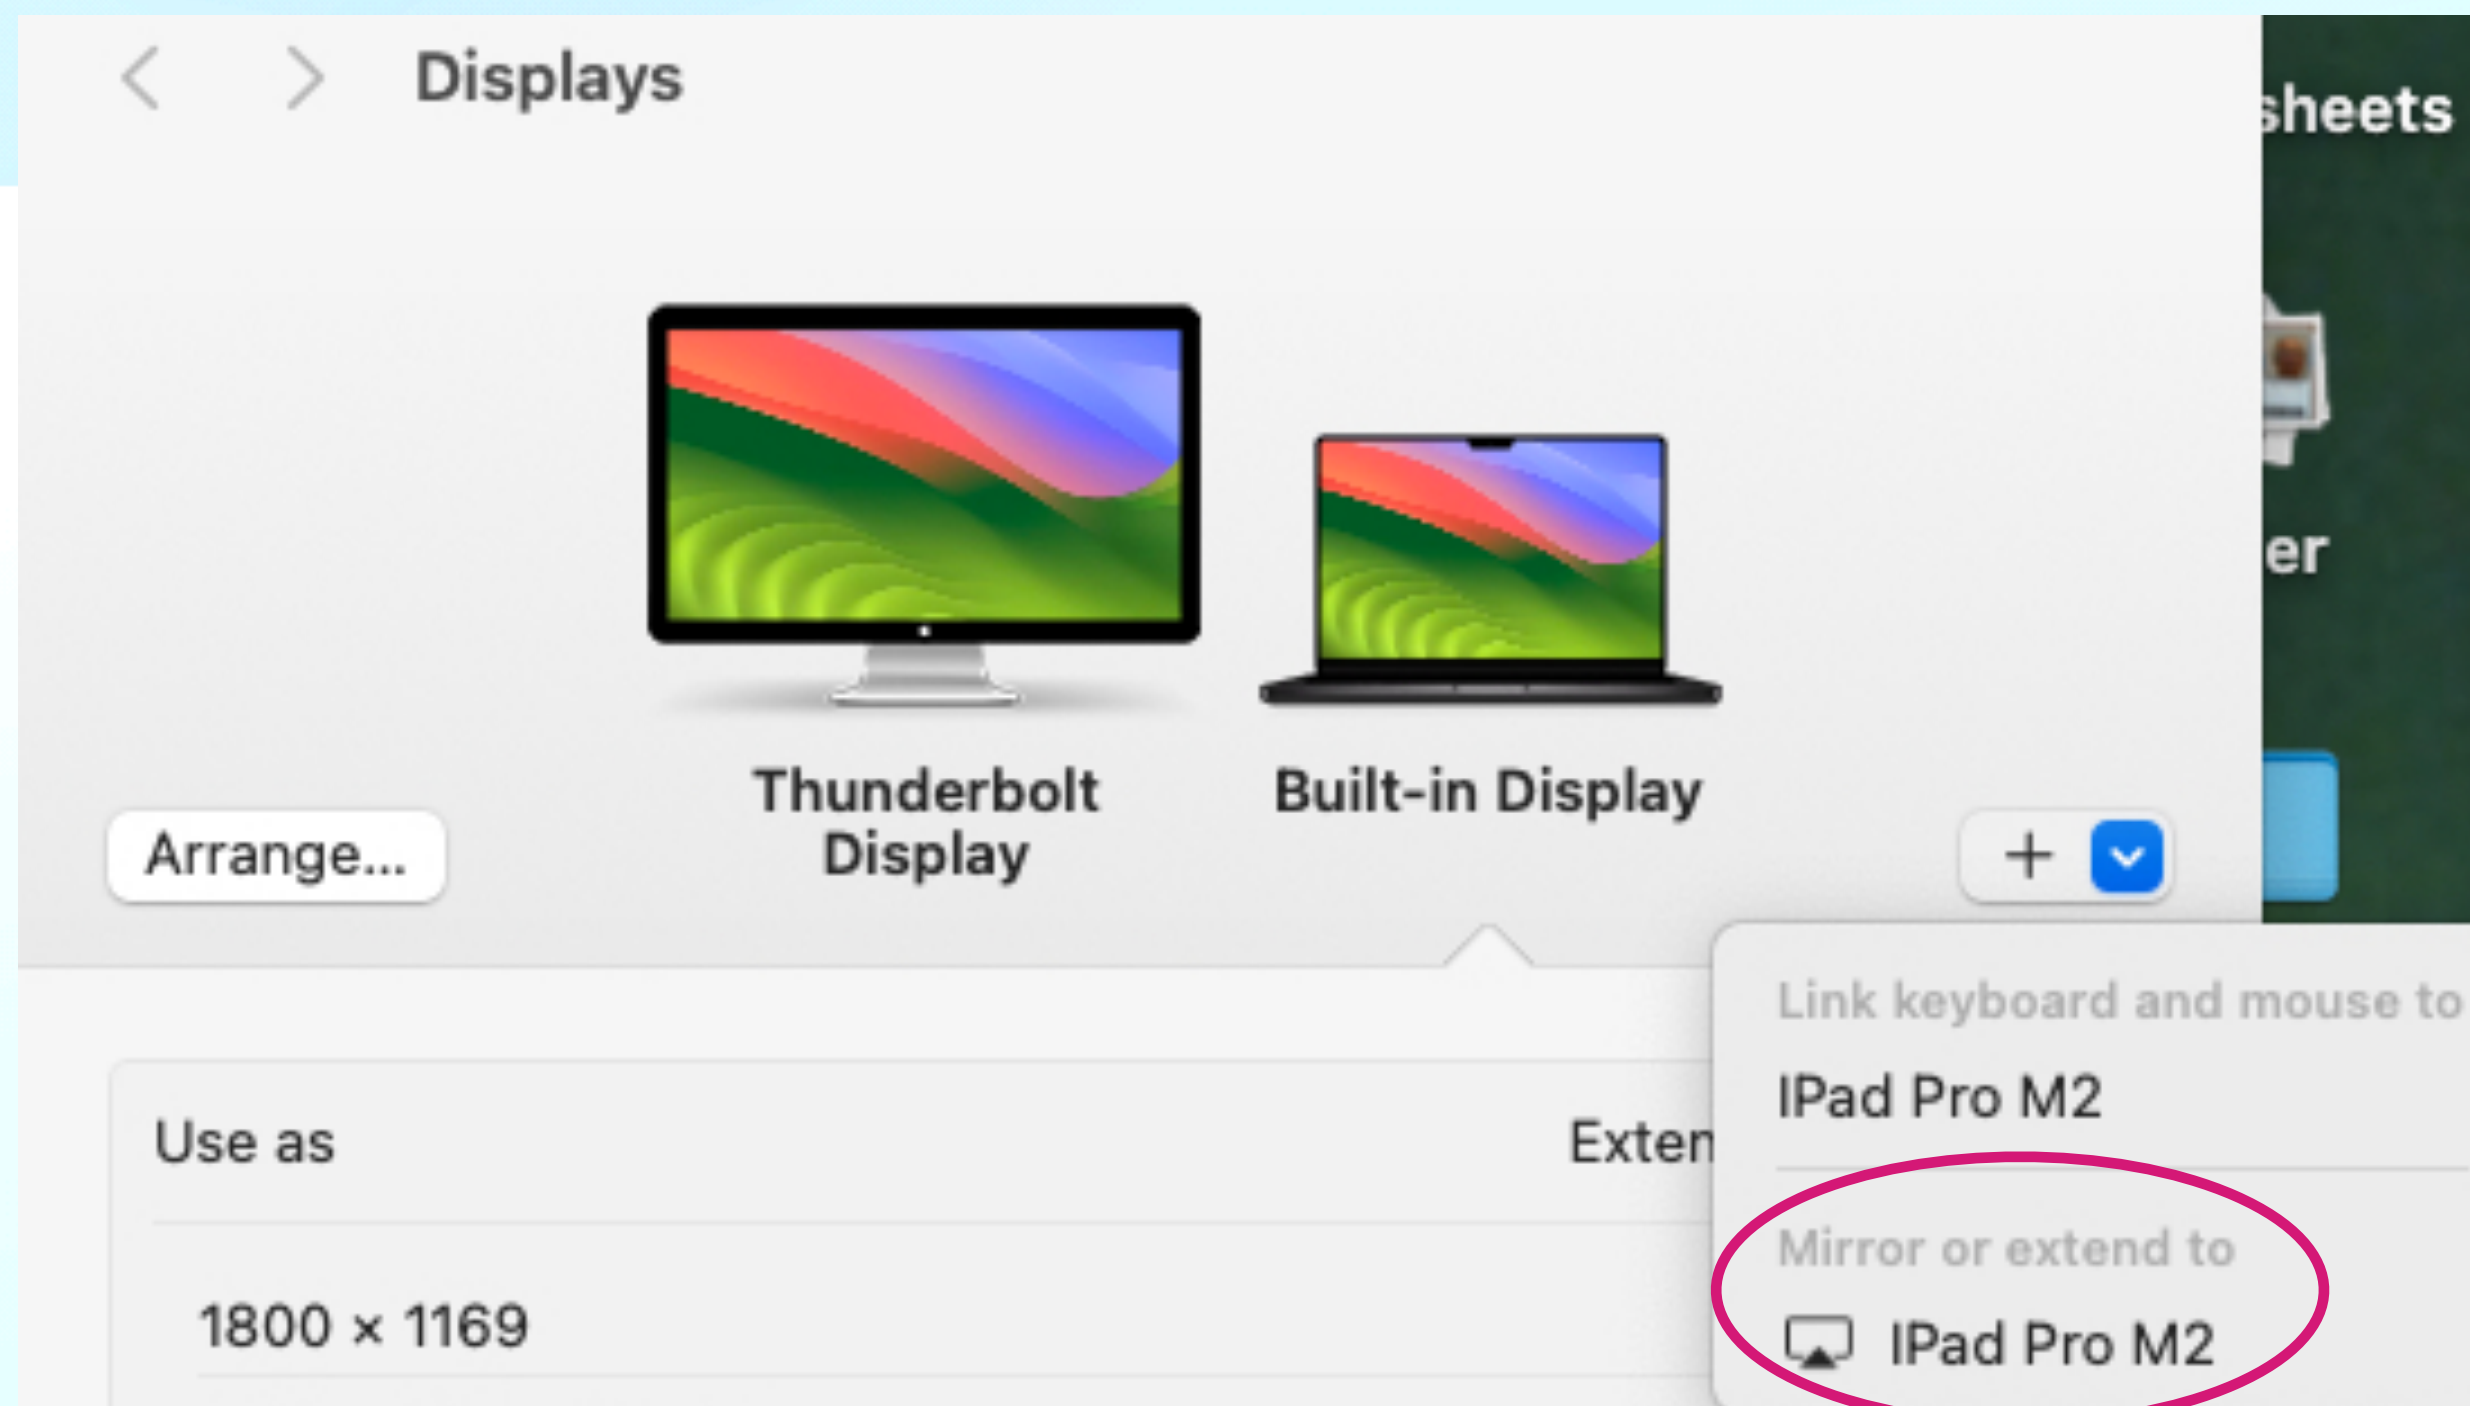 Displays
sheets
er
Thunderbolt
Display
Built-in Display
Arrange...
Link keyboard and mouse to
IPad Pro M2
Use as
Exten
Mirror or extend to
IPad Pro M2
1800 × 1169